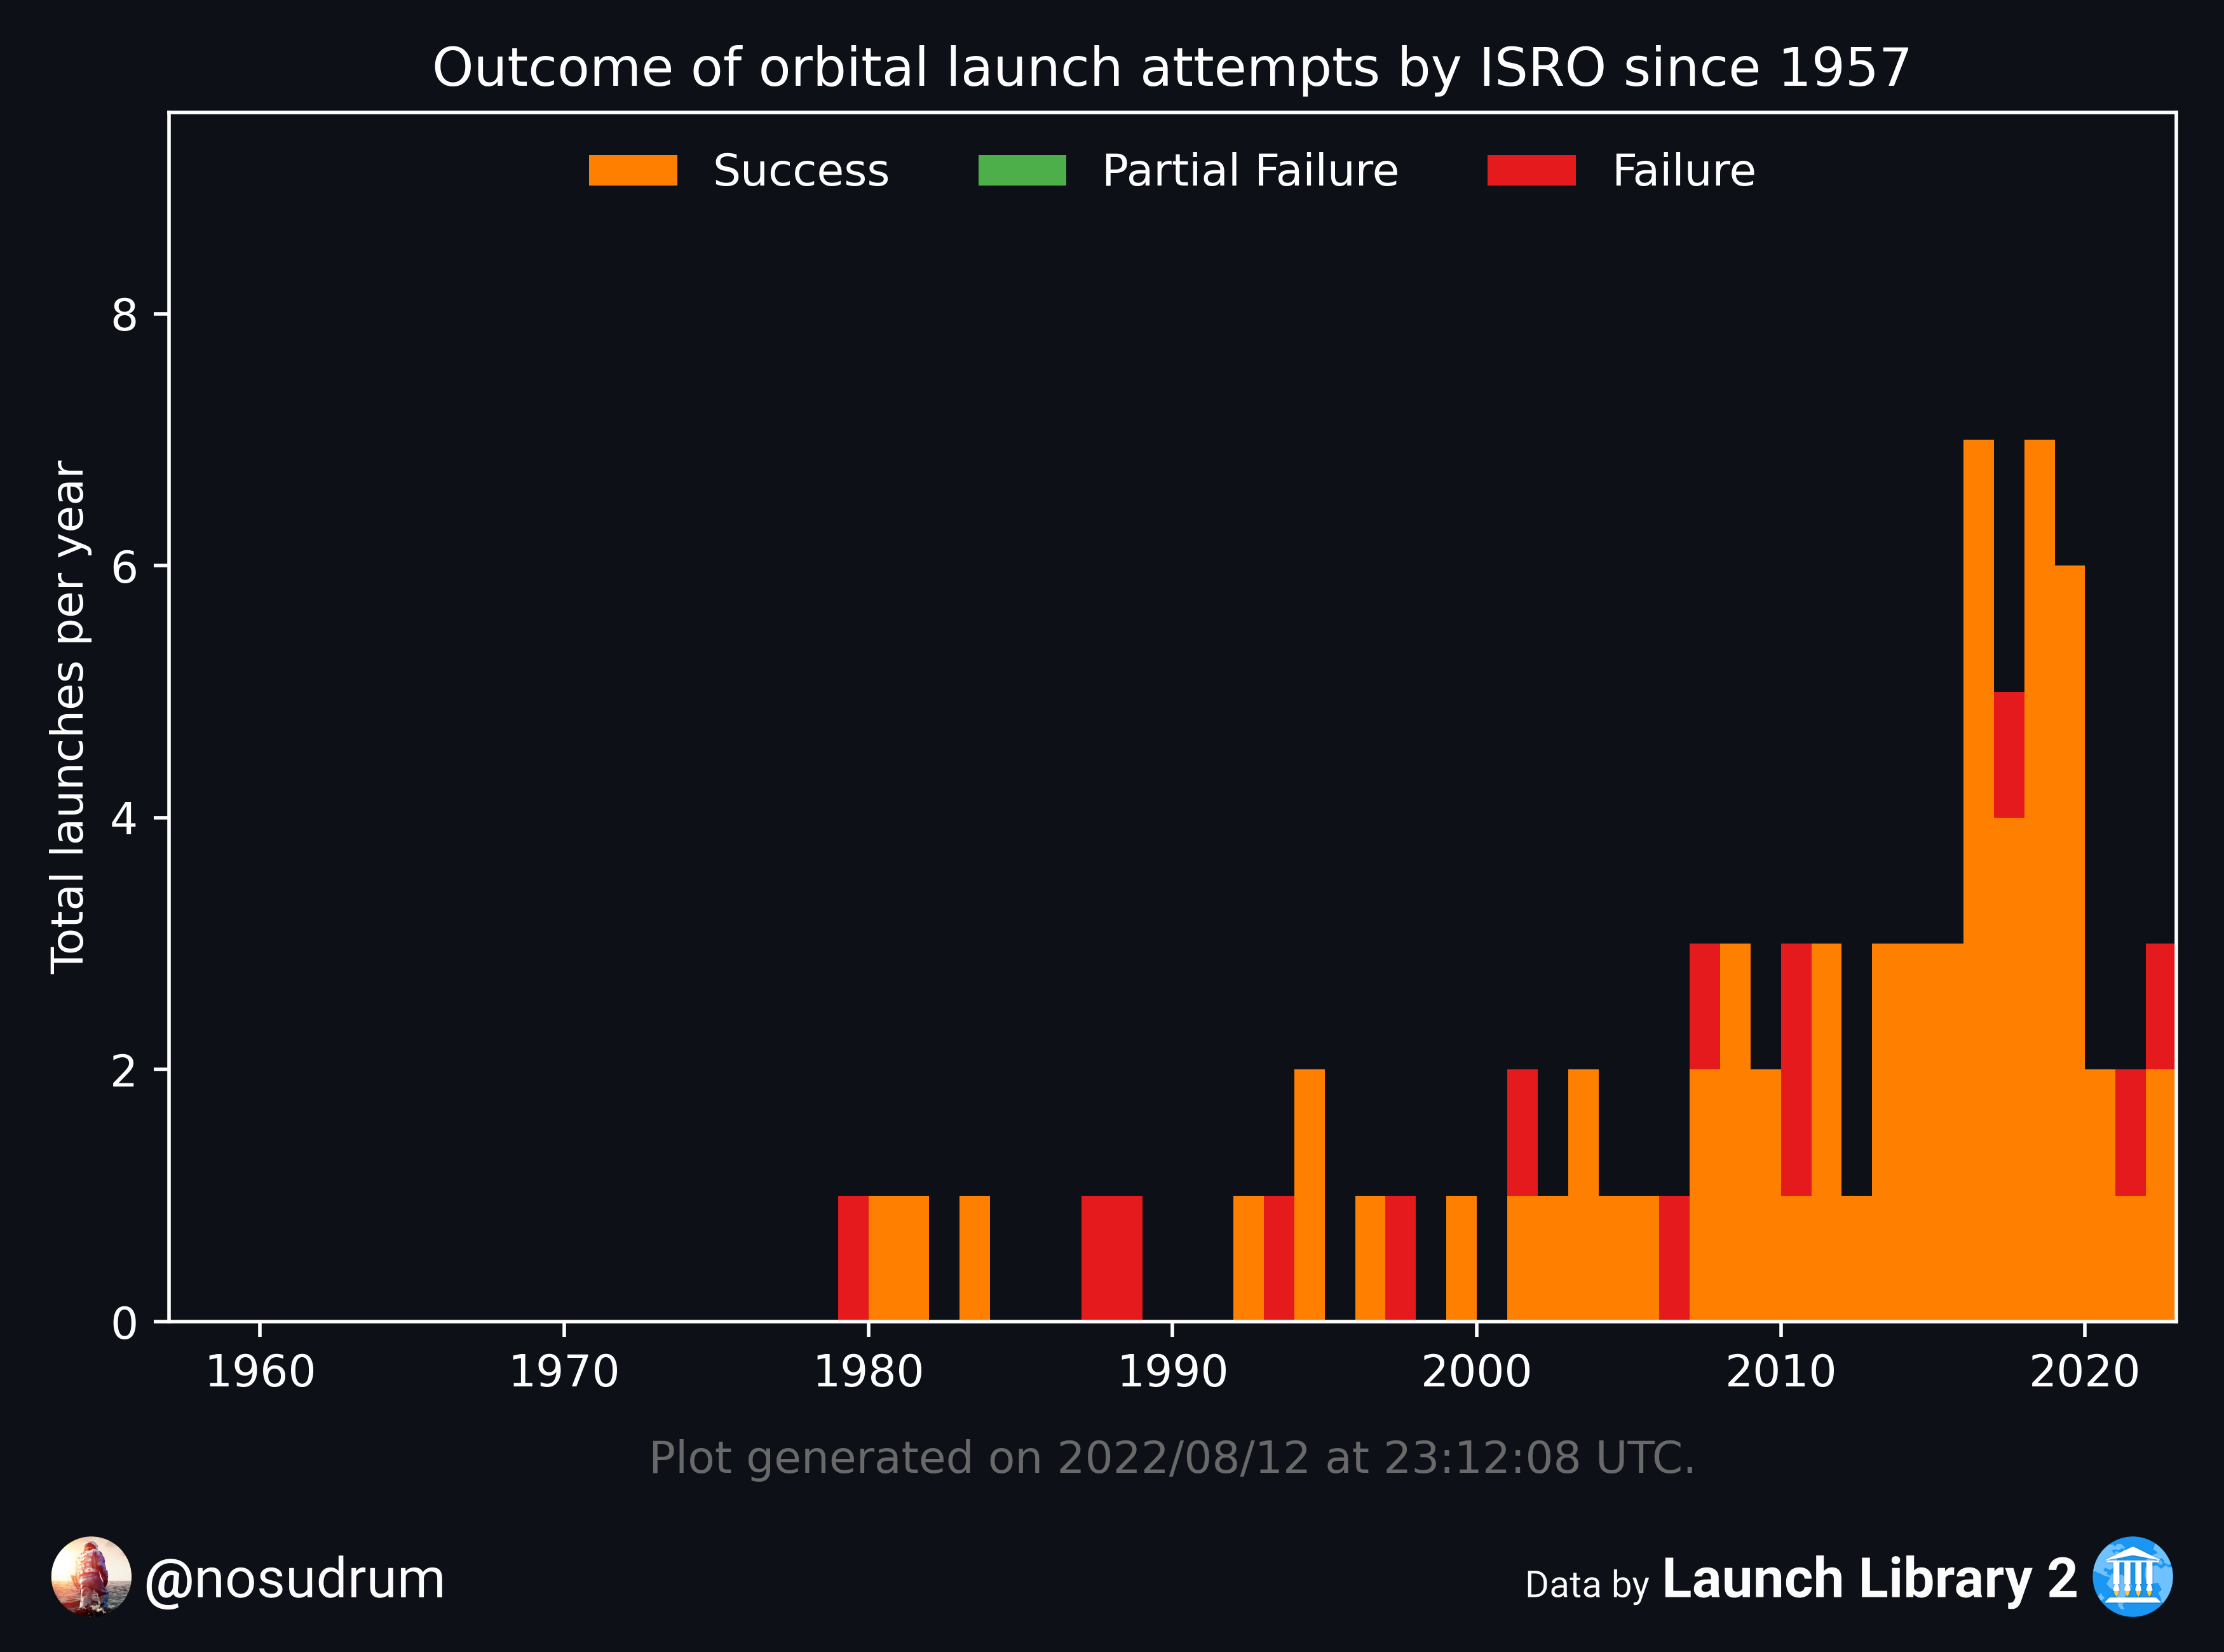 Outcome of orbital launch attempts by ISRO since 1957
Success
Partial Failure
Failure
Total launches per year
8
6
4
2
0
1960
1970
1980
1990
2000
2010
2020
Plot generated on 2022/08/12 at 23:12:08 UTC.
@nosudrum
Data by Launch Library 2